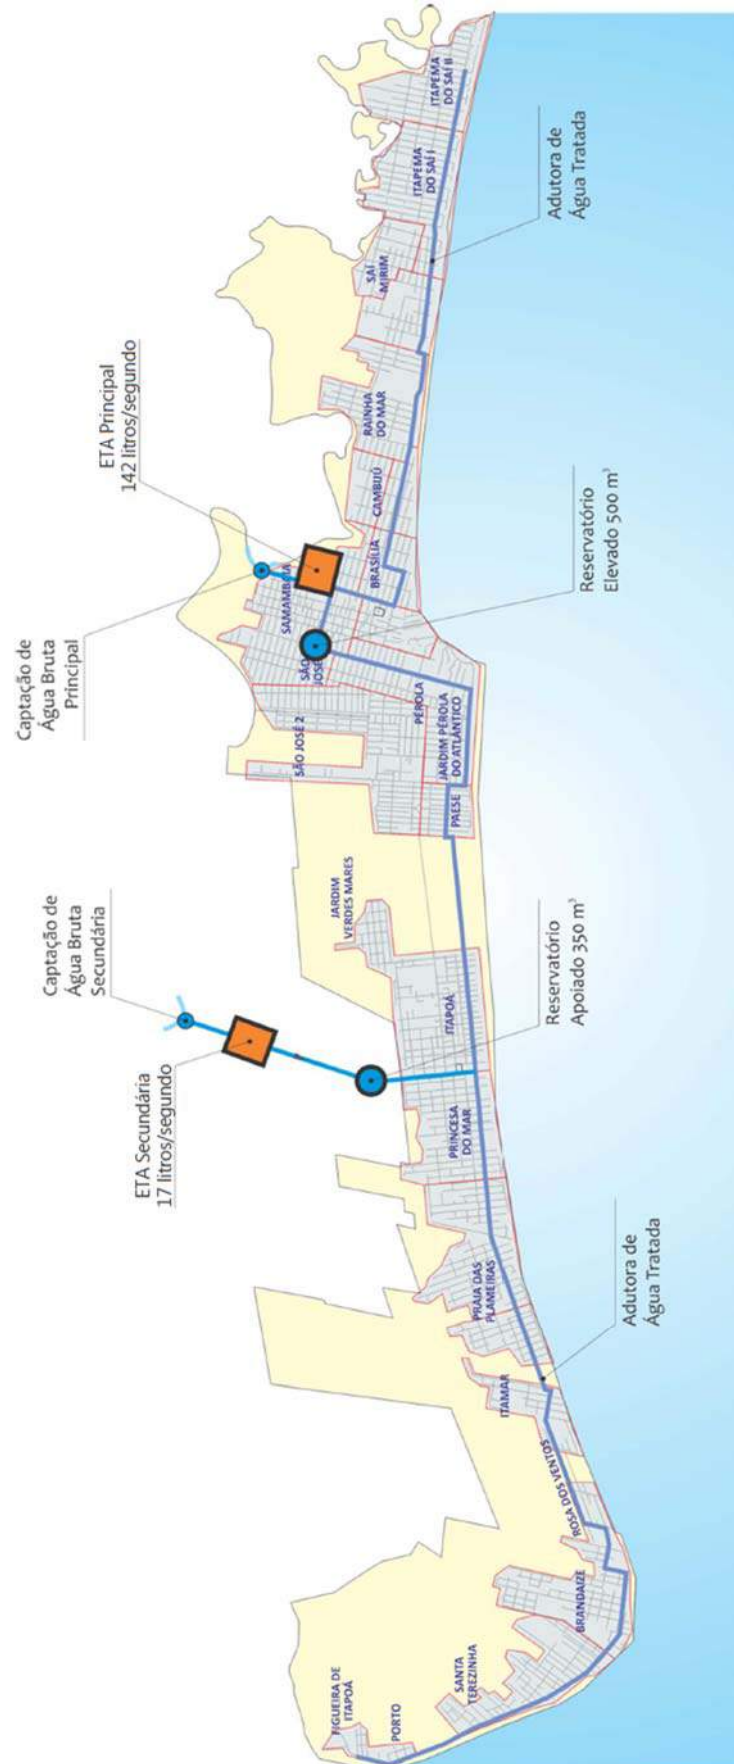 ITAPEMA
DO SAÍ II
ITAPEMA
DO SAÍ I
Adutora de
Água Tratada
SAÍ
MIRIM
ETA Principal
142 litros/segundo
RAINHA
DO MAR
CAMBUJÚ
BRASÍLIA
Reservatório
Elevado 500 m³
SAMAMBAIA
Captação de
Água Bruta
Principal
SÃO
JOSÉ
PÉROLA
SÃO JOSÉ 2
JARDIM PÉROLA
DO ATLÂNTICO
PAESE
JARDIM
VERDES MARES
Captação de
Água Bruta
Secundária
ITAPOÁ
Reservatório
Apoiado 350 m³
ETA Secundária
17 litros/segundo
PRINCESA
DO MAR
PRAIA DAS
PLAMEIRAS
Adutora de
Água Tratada
ITAMAR
ROSA DOS VENTOS
BRANDAIZE
SANTA
TEREZINHA
FIGUEIRA DE
ITAPOÁ
PORTO